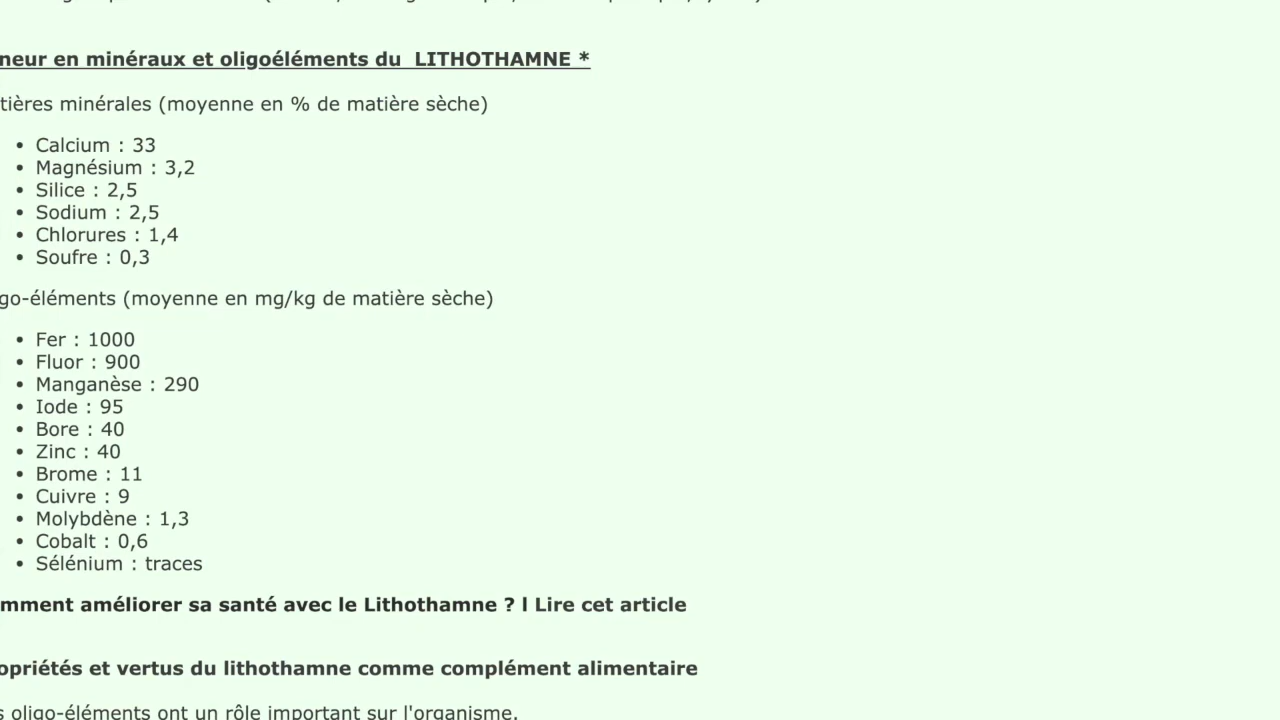 neur en minéraux et oligoéléments du LITHOTHAMNE *
tières minérales (moyenne en % de matière sèche)
• Calcium : 33
• Magnésium : 3,2
• Silice : 2,5
• Sodium : 2,5
• Chlorures : 1,4
• Soufre : 0,3
go-éléments (moyenne en mg/kg de matière sèche)
• Fer : 1000
• Fluor : 900
• Manganèse : 290
• Iode : 95
• Bore : 40
• Zinc : 40
• Brome : 11
• Cuivre : 9
• Molybdène : 1,3
• Cobalt : 0,6
• Sélénium : traces
mment améliorer sa santé avec le Lithothamne ? l Lire cet article
opriétés et vertus du lithothamne comme complément alimentaire
s oligo-éléments ont un rôle important sur l'organisme.